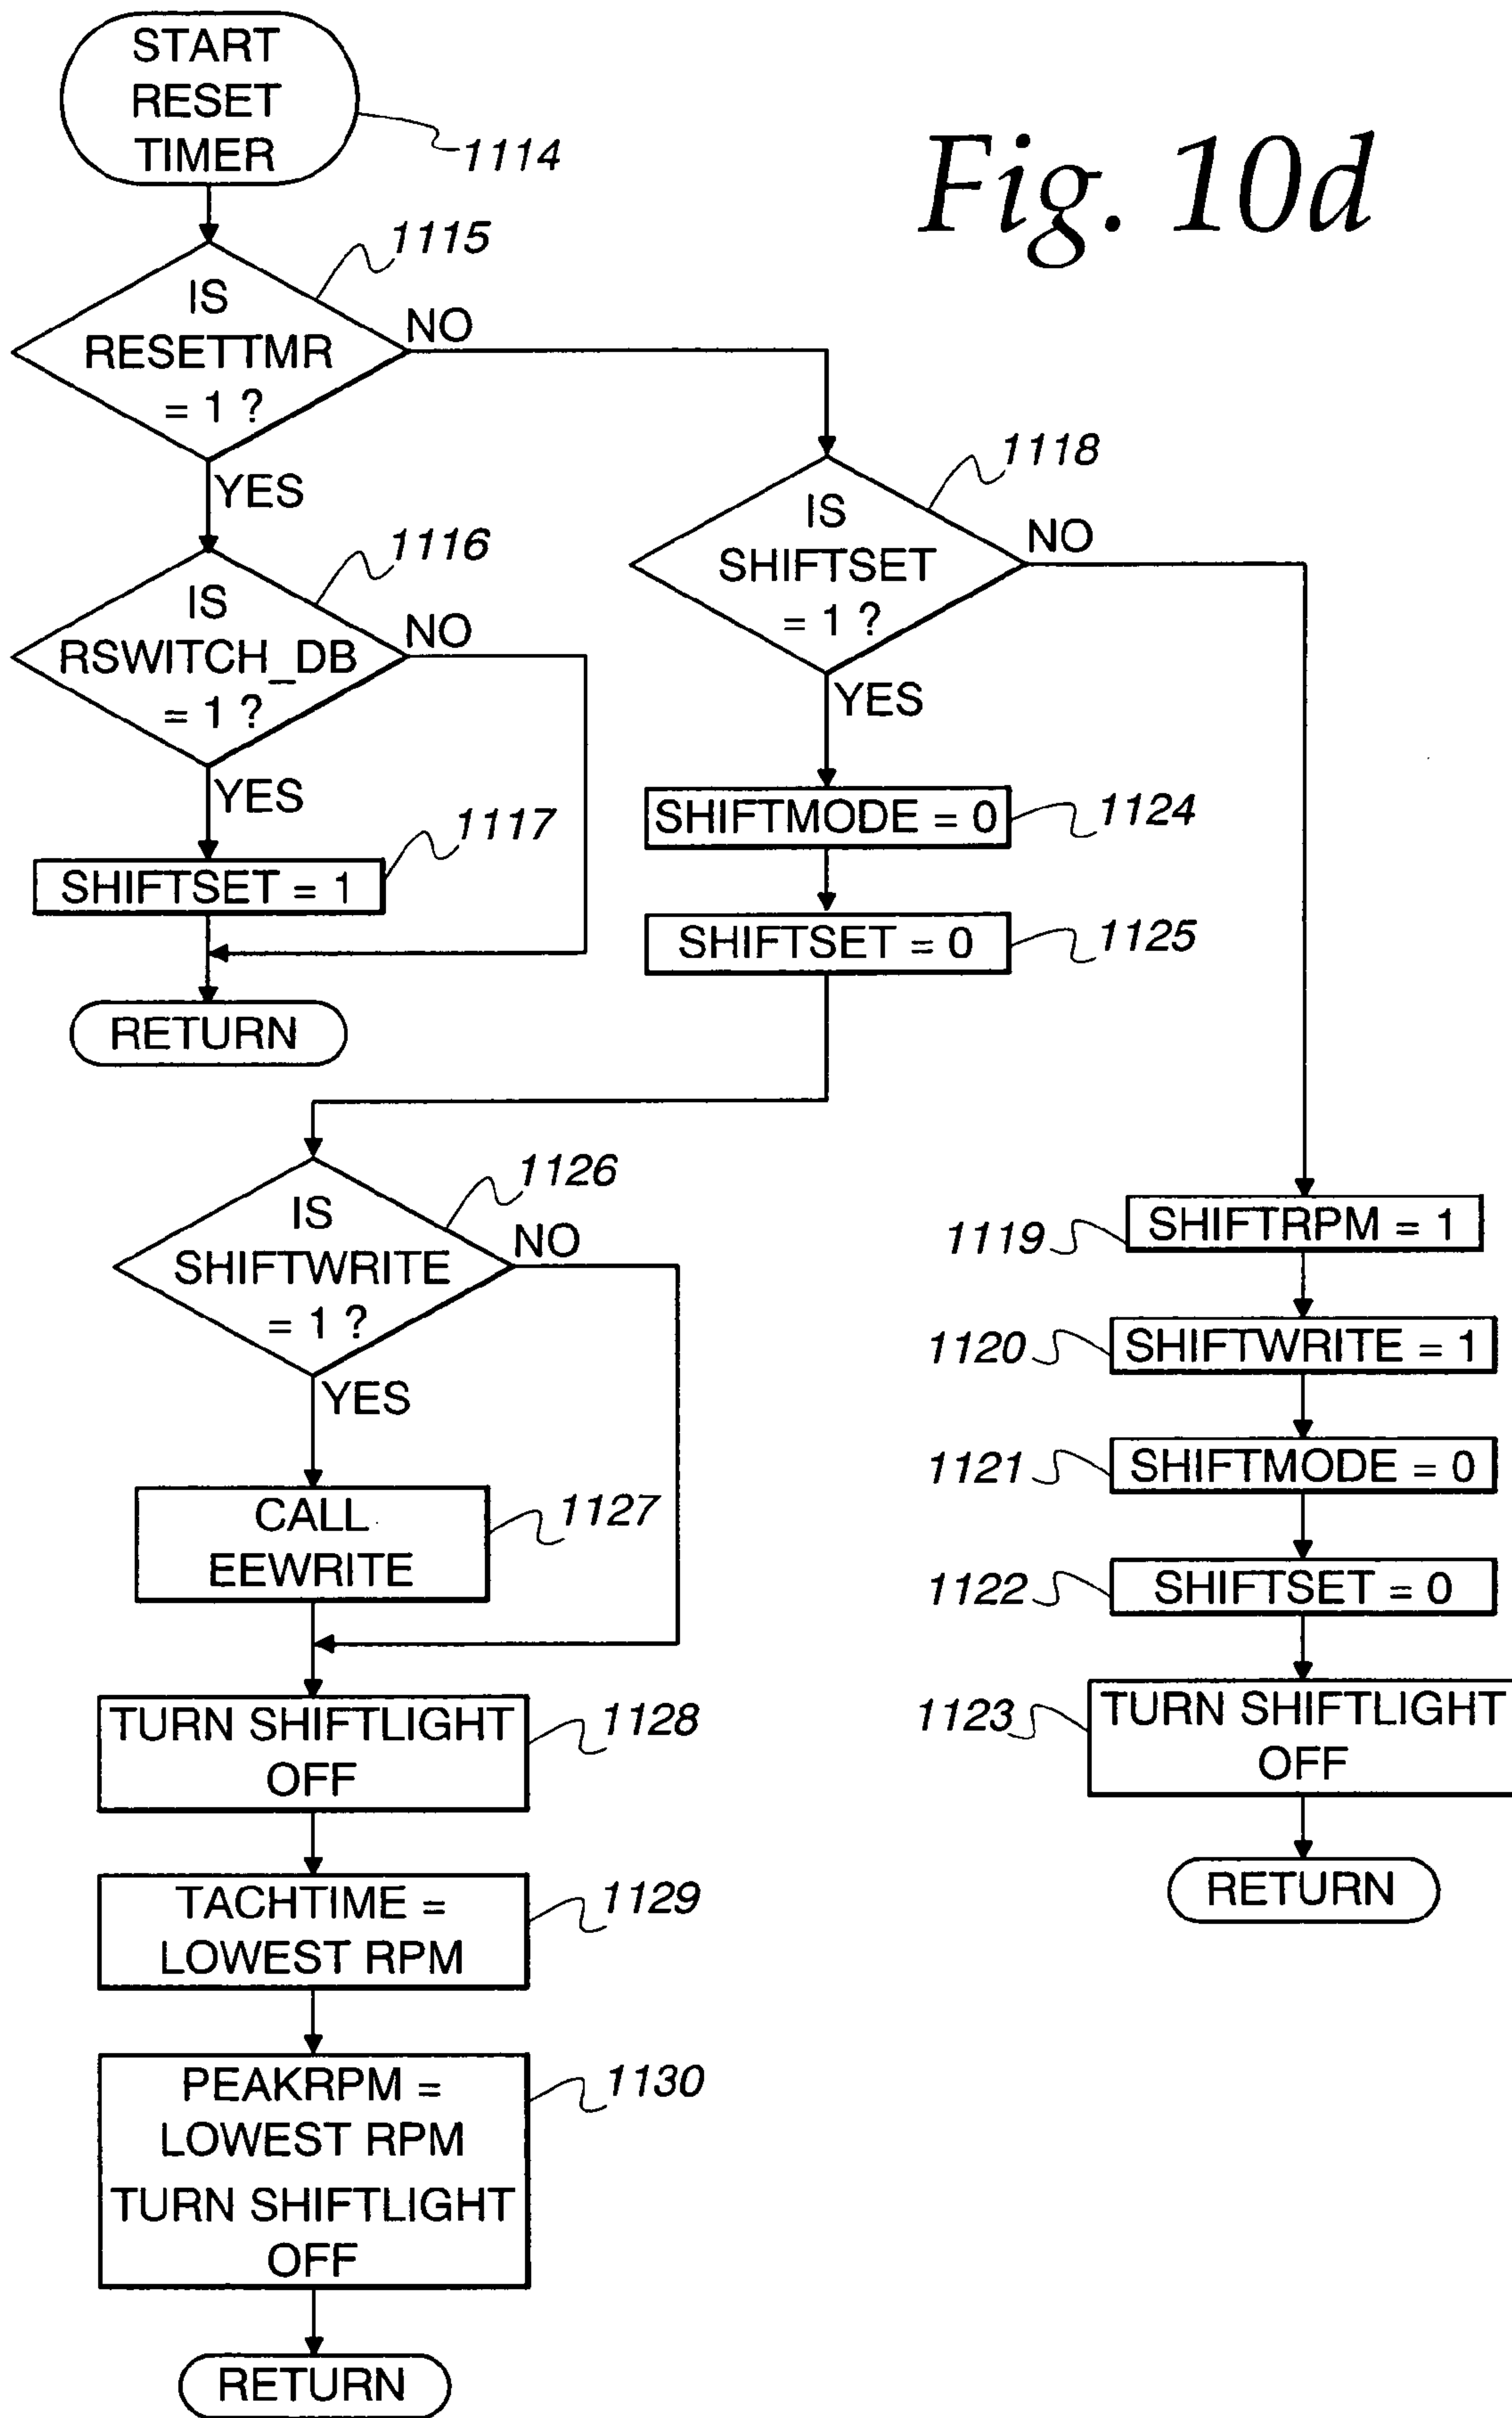 START
RESET
TIMER
1114
Fig. 10d
1115
IS
RESETTMR
= 1 ?
NO
YES
1116
IS
RSWITCH_DB
= 1 ?
NO
YES
1117
SHIFTSET = 1
RETURN
1118
IS
SHIFTSET
= 1 ?
NO
YES
SHIFTMODE = 0
1124
SHIFTSET = 0
1125
1126
IS
SHIFTWRITE
= 1 ?
NO
YES
CALL
EEWRITE
1127
TURN SHIFTLIGHT
OFF
1128
TACHTIME =
LOWEST RPM
1129
PEAKRPM =
LOWEST RPM
TURN SHIFTLIGHT
OFF
1130
RETURN
1119
SHIFTRPM = 1
1120
SHIFTWRITE = 1
1121
SHIFTMODE = 0
1122
SHIFTSET = 0
1123
TURN SHIFTLIGHT
OFF
RETURN